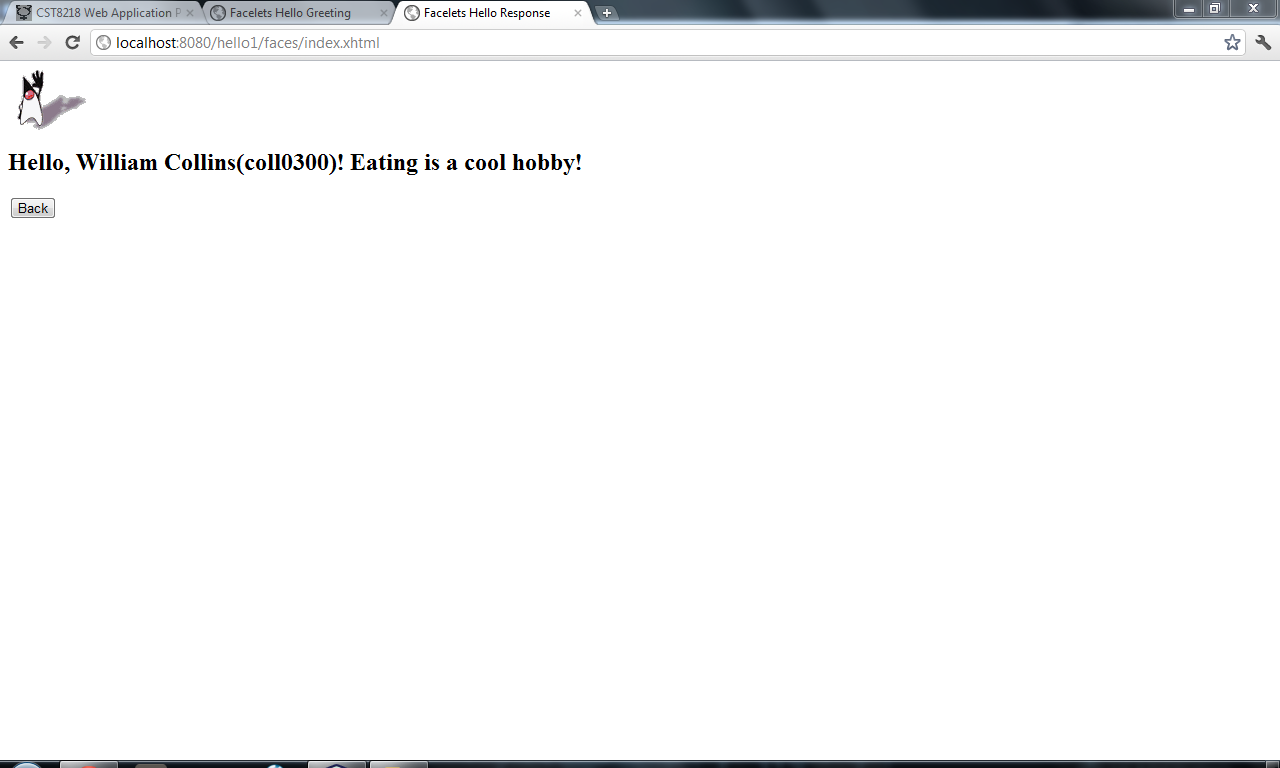 CST8218 Web Application P
Facelets Hello Greeting
Facelets Hello Response
localhost:8080/hello1/faces/index.xhtml
Hello, William Collins(coll0300)! Eating is a cool hobby!
Back